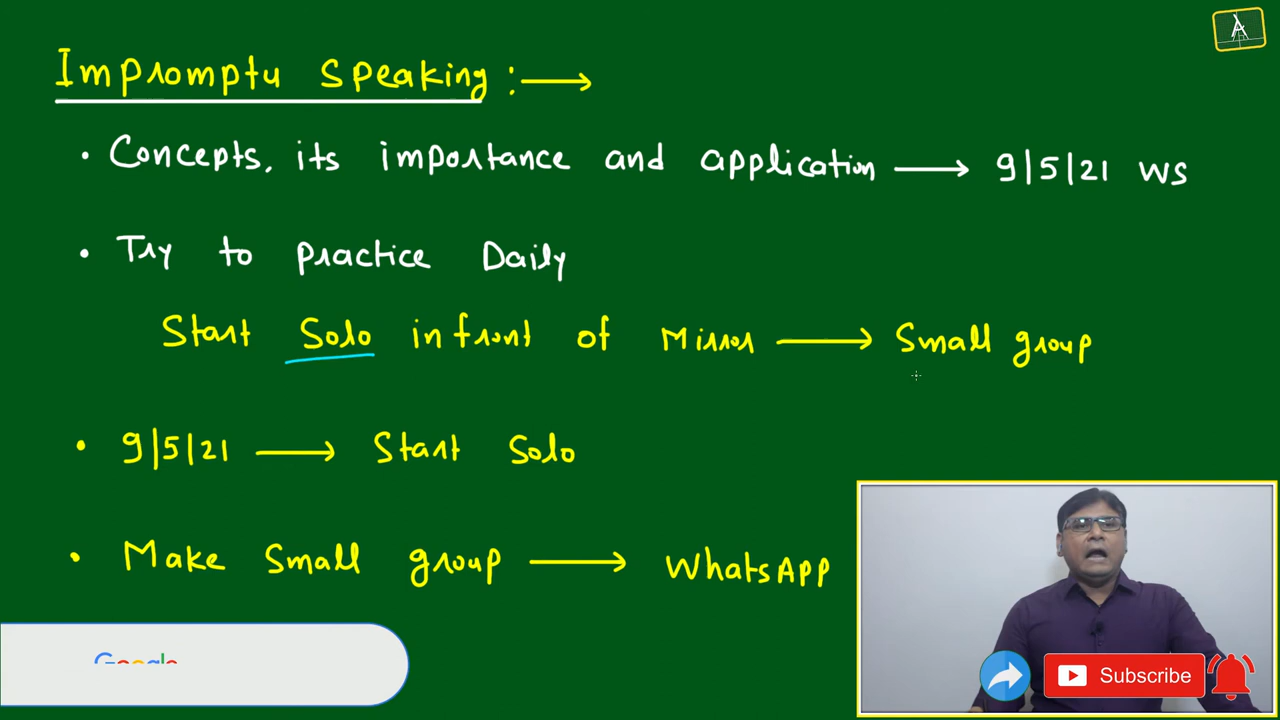 Impromptu Speaking :→
• Concepts, its importance and application → 9/5/21 WS
• Try to practice Daily
Start Solo infront of Mirror → Small group
• 9/5/21 → Start Solo
• Make Small group → WhatsApp
Google
Subscribe